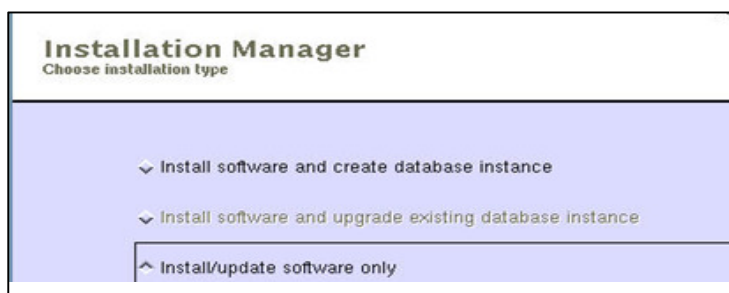 Installation Manager
Choose installation type
Install software and create database instance
Install software and upgrade existing database instance
Install/update software only